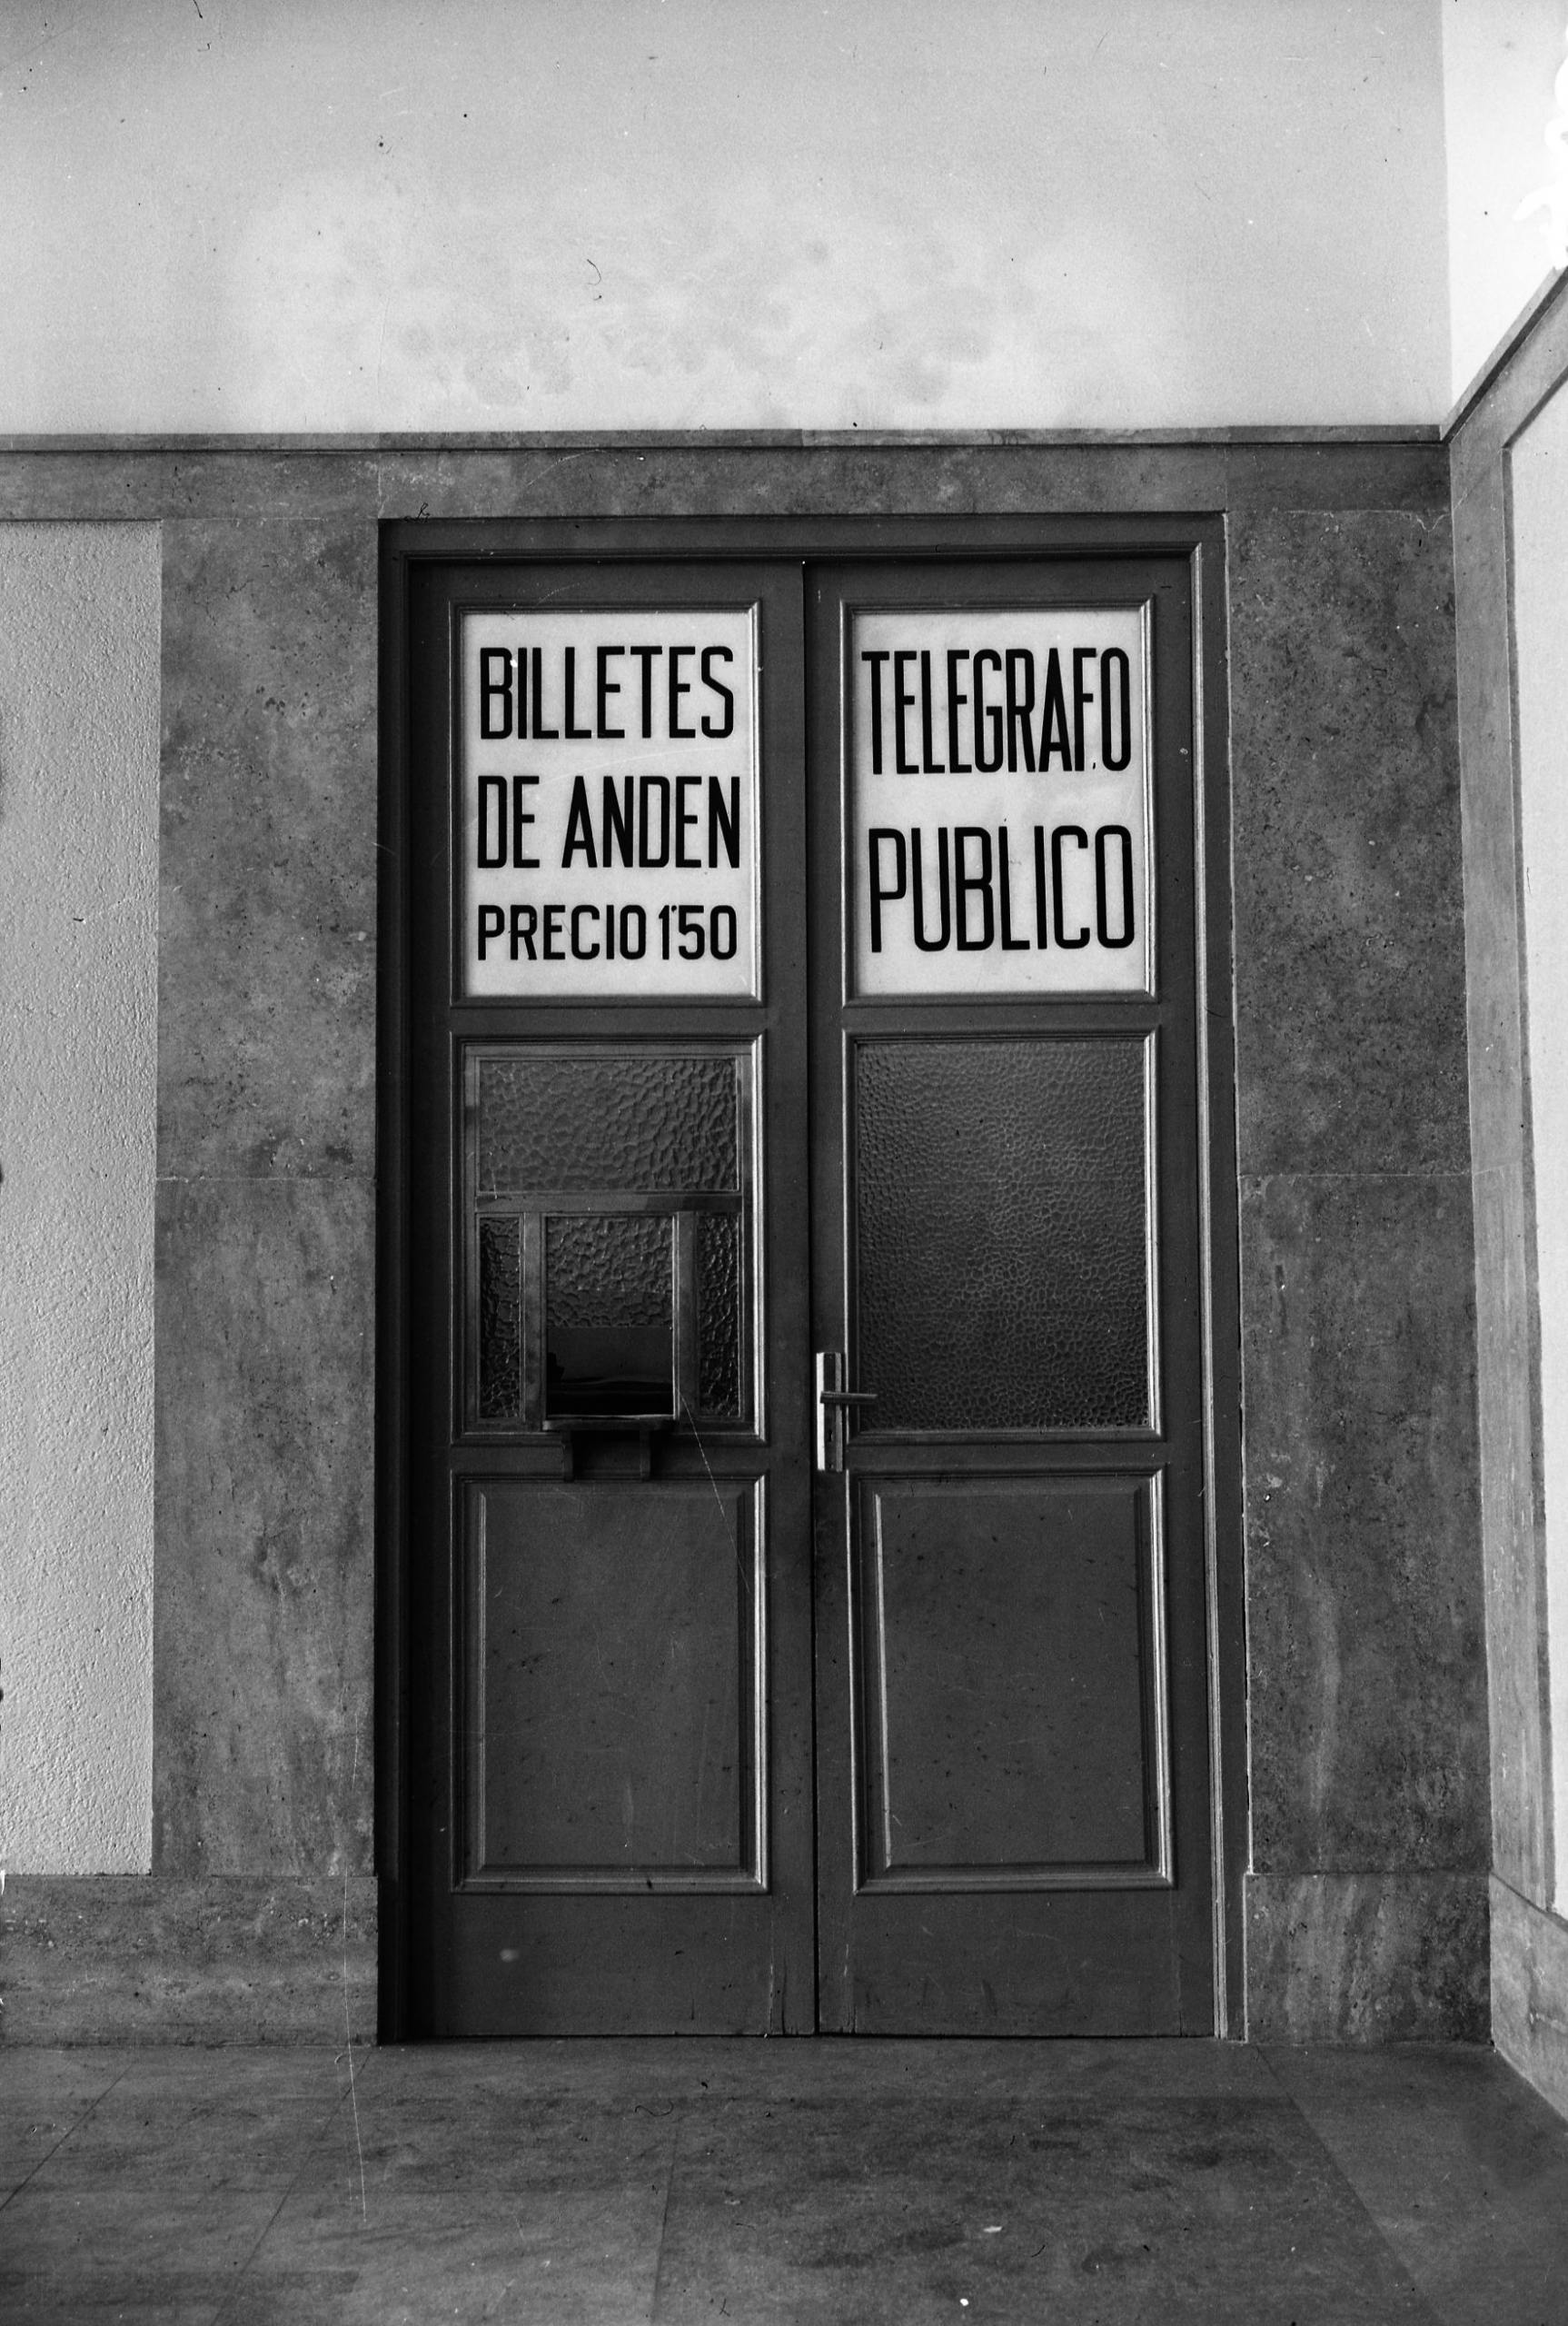 BILLETES
DE ANDEN
PRECIO 1'50
TELEGRAFO
PUBLICO